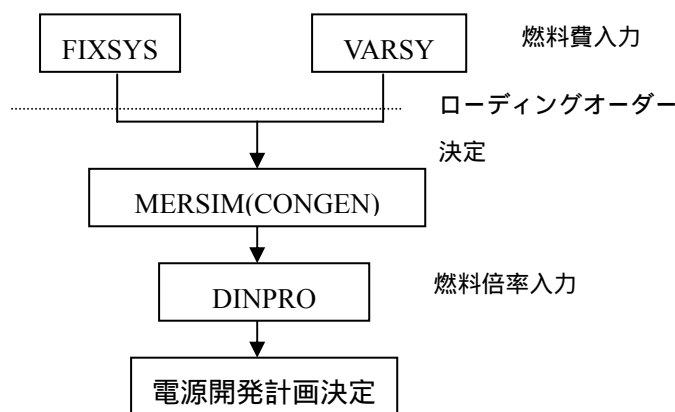 FIXSYS
VARSY
燃料費入力
ローディングオーダー
決定
MERSIM(CONGEN)
DINPRO
燃料倍率入力
電源開発計画決定